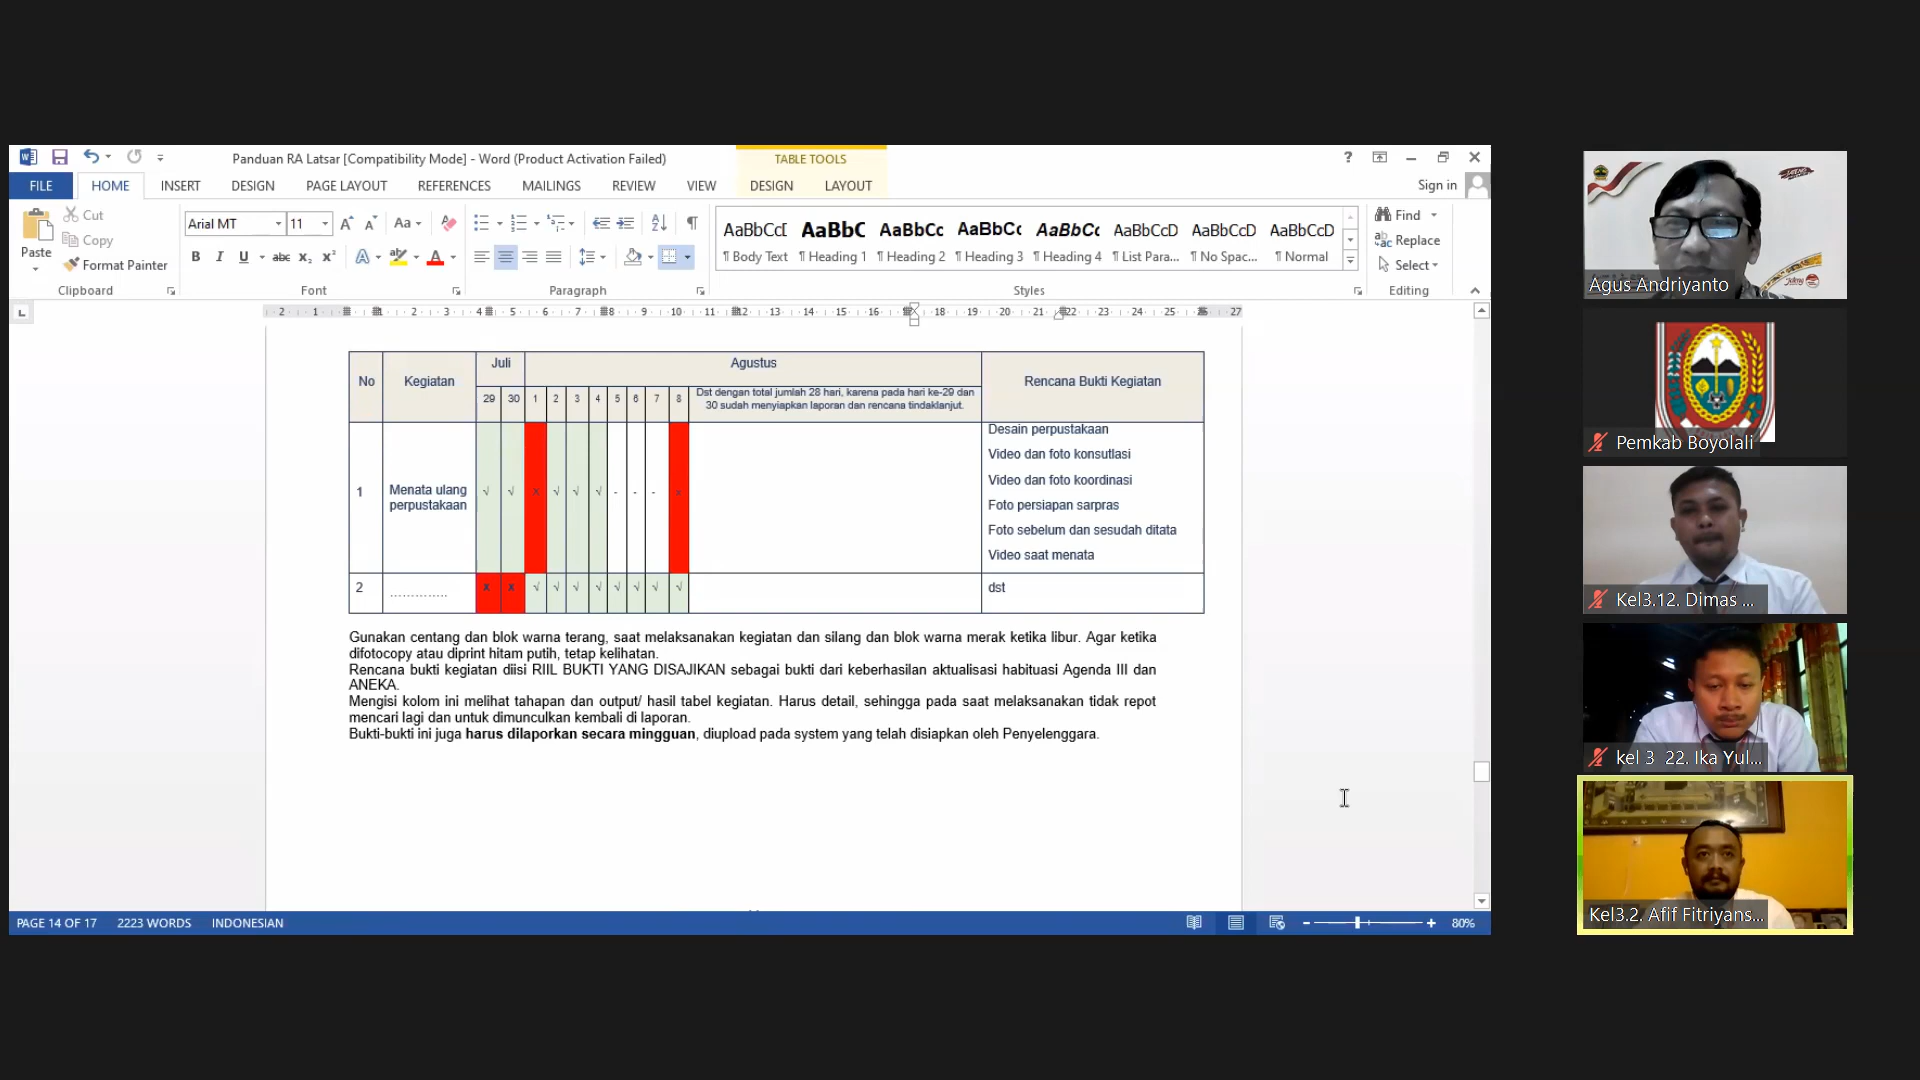 Panduan RA Latsar [Compatibility Mode] - Word (Product Activation Failed)
TABLE TOOLS
?
FILE
HOME
INSERT
DESIGN
PAGE LAYOUT
REFERENCES
MAILINGS
REVIEW
VIEW
DESIGN
LAYOUT
Sign in
Paste
Cut
Copy
Format Painter
Clipboard
Arial MT
11
Font
Paragraph
AaBbCcD AaBbC AaBbCc AaBbCc AaBbCc AaBbCcD AaBbCcD AaBbCcD
¶ Body Text ¶ Heading 1 ¶ Heading 2 ¶ Heading 3 ¶ Heading 4 ¶ List Para... ¶ No Spac... ¶ Normal
Styles
Find
Replace
Select
Editing
No
Kegiatan
Juli
Agustus
Rencana Bukti Kegiatan
29 30 1 2 3 4 5 6 7 8
Dst dengan total jumlah 28 hari, karena pada hari ke-29 dan
30 sudah menyiapkan laporan dan rencana tindaklanjut.
1
Menata ulang
perpustakaan
√ √ x √ √ √ - - - x
Desain perpustakaan
Video dan foto konsutlasi
Video dan foto koordinasi
Foto persiapan sarpras
Foto sebelum dan sesudah ditata
Video saat menata
2
..............
x x √ √ √ √ √ √ √ √
dst
Gunakan centang dan blok warna terang, saat melaksanakan kegiatan dan silang dan blok warna merak ketika libur. Agar ketika
difotocopy atau diprint hitam putih, tetap kelihatan.
Rencana bukti kegiatan diisi RIIL BUKTI YANG DISAJIKAN sebagai bukti dari keberhasilan aktualisasi habituasi Agenda III dan
ANEKA.
Mengisi kolom ini melihat tahapan dan output/ hasil tabel kegiatan. Harus detail, sehingga pada saat melaksanakan tidak repot
mencari lagi dan untuk dimunculkan kembali di laporan.
Bukti-bukti ini juga harus dilaporkan secara mingguan, diupload pada system yang telah disiapkan oleh Penyelenggara.
PAGE 14 OF 17
2223 WORDS
INDONESIAN
80%
Agus Andriyanto
Pemkab Boyolali
Kel3.12. Dimas ...
kel 3 22. Ika Yul...
Kel3.2. Afif Fitriyans...